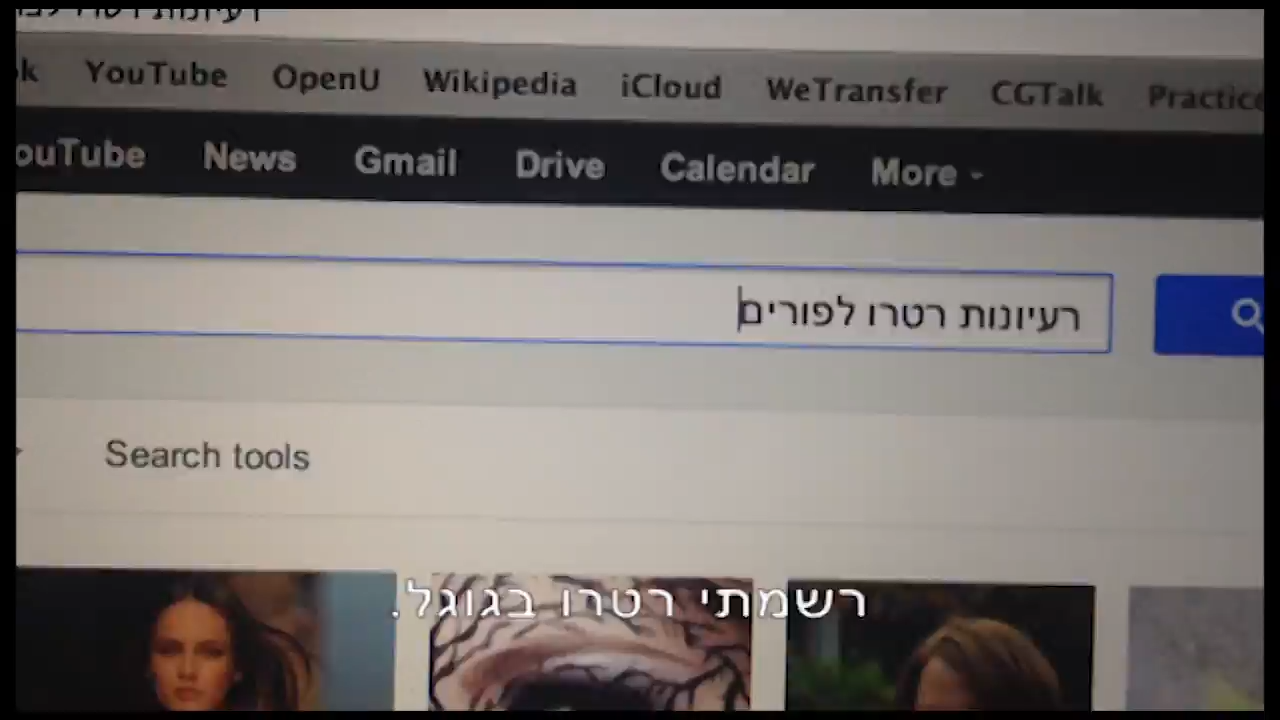 YouTube OpenU Wikipedia iCloud WeTransfer CGTalk Practice
ouTube News Gmail Drive Calendar More
רעיונות רטרו לפורים
Search tools
רשמתי רטרו בגוגל.